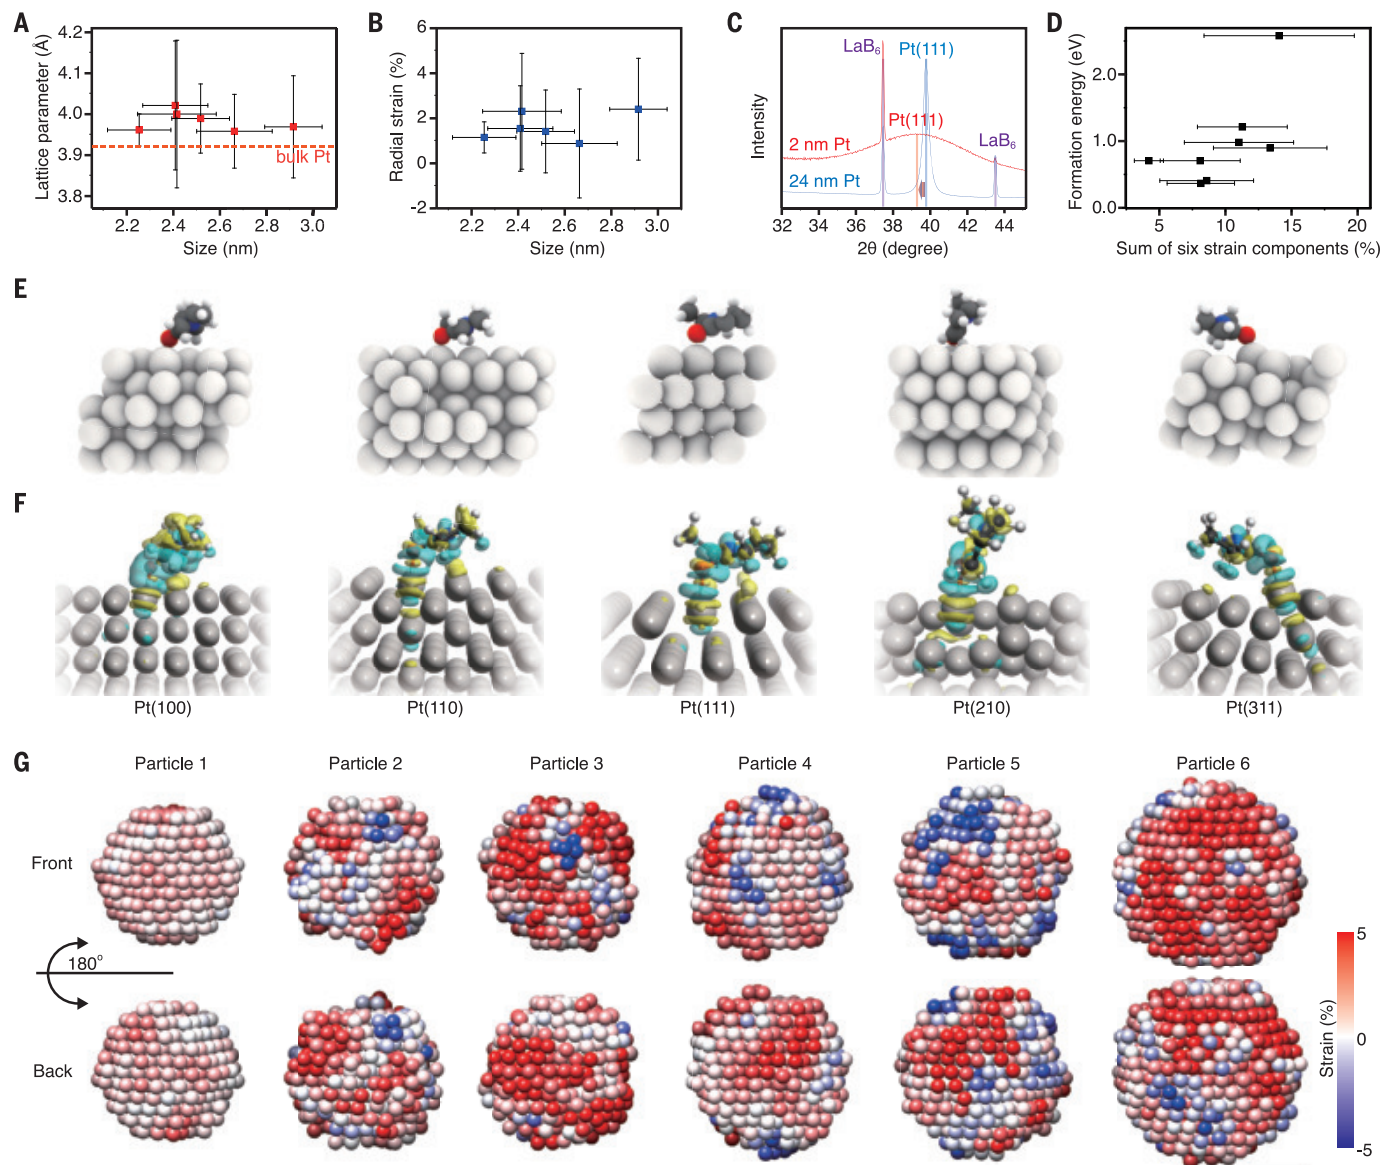 A
Lattice parameter (Å)
4.2
4.1
4.0
3.9
3.8
bulk Pt
2.2 2.4 2.6 2.8 3.0
Size (nm)
B
Radial strain (%)
6
4
2
0
-2
2.2 2.4 2.6 2.8 3.0
Size (nm)
C
Intensity
LaB6
Pt(111)
Pt(111)
LaB6
2 nm Pt
24 nm Pt
32 34 36 38 40 42 44
2θ (degree)
D
Formation energy (eV)
2.0
1.0
0.0
5 10 15 20
Sum of six strain components (%)
E
F
Pt(100) Pt(110) Pt(111) Pt(210) Pt(311)
G
Particle 1 Particle 2 Particle 3 Particle 4 Particle 5 Particle 6
Front
180°
Back
Strain (%)
5
0
-5